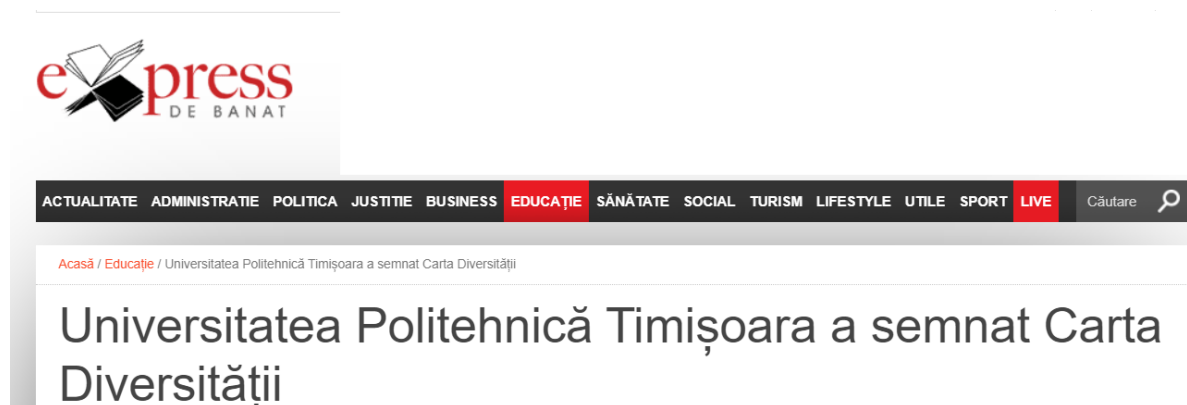 eXpress
DE BANAT
ACTUALITATE ADMINISTRATIE POLITICA JUSTITIE BUSINESS EDUCAȚIE SĂNĂTATE SOCIAL TURISM LIFESTYLE UTILE SPORT LIVE Căutare
Acasă / Educație / Universitatea Politehnică Timișoara a semnat Carta Diversității
Universitatea Politehnică Timișoara a semnat Carta
Diversității